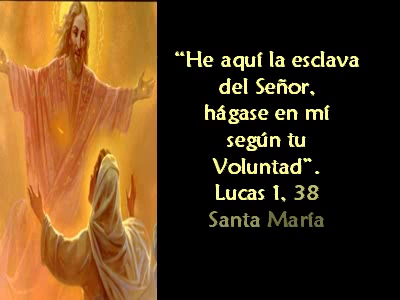 “He aquí la esclava
del Señor,
hágase en mí
según tu
Voluntad”.
Lucas 1, 38
Santa María